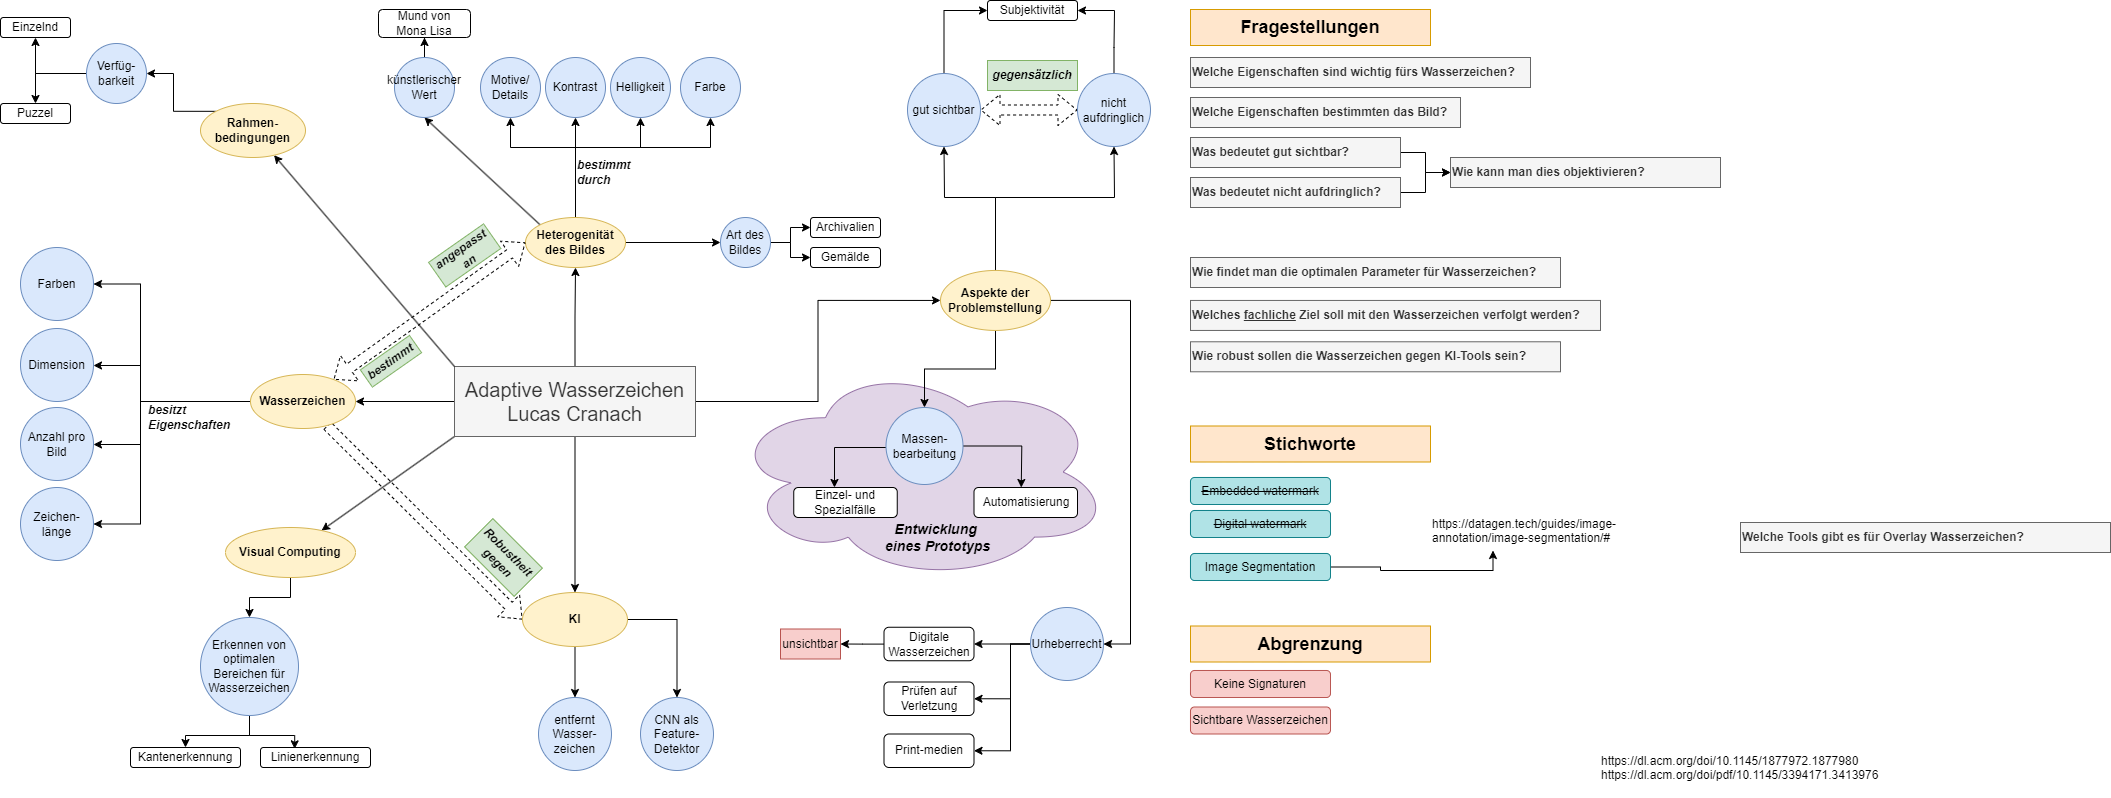 Einzelnd
Verfüg-
barkeit
Puzzel
Rahmen-
bedingungen
Mund von
Mona Lisa
künstlerischer
Wert
Motive/
Details
Kontrast
Helligkeit
Farbe
bestimmt
durch
Heterogenität
des Bildes
Art des
Bildes
Archivalien
Gemälde
angepasst
an
bestimmt
Subjektivität
gegensätzlich
gut sichtbar
nicht
aufdringlich
Aspekte der
Problemstellung
Farben
Dimension
Anzahl pro
Bild
Zeichen-
länge
besitzt
Eigenschaften
Wasserzeichen
Adaptive Wasserzeichen
Lucas Cranach
Massen-
bearbeitung
Einzel- und
Spezialfälle
Automatisierung
Entwicklung
eines Prototyps
Visual Computing
Erkennen von
optimalen
Bereichen für
Wasserzeichen
Kantenerkennung
Linienerkennung
Robustheit
gegen
KI
entfernt
Wasser-
zeichen
CNN als
Feature-
Detektor
unsichtbar
Digitale
Wasserzeichen
Urheberrecht
Prüfen auf
Verletzung
Print-medien
Fragestellungen
Welche Eigenschaften sind wichtig fürs Wasserzeichen?
Welche Eigenschaften bestimmten das Bild?
Was bedeutet gut sichtbar?
Was bedeutet nicht aufdringlich?
Wie kann man dies objektivieren?
Wie findet man die optimalen Parameter für Wasserzeichen?
Welches fachliche Ziel soll mit den Wasserzeichen verfolgt werden?
Wie robust sollen die Wasserzeichen gegen KI-Tools sein?
Stichworte
Embedded watermark
Digital watermark
Image Segmentation
https://datagen.tech/guides/image-
annotation/image-segmentation/#
Welche Tools gibt es für Overlay Wasserzeichen?
Abgrenzung
Keine Signaturen
Sichtbare Wasserzeichen
https://dl.acm.org/doi/10.1145/1877972.1877980
https://dl.acm.org/doi/pdf/10.1145/3394171.3413976